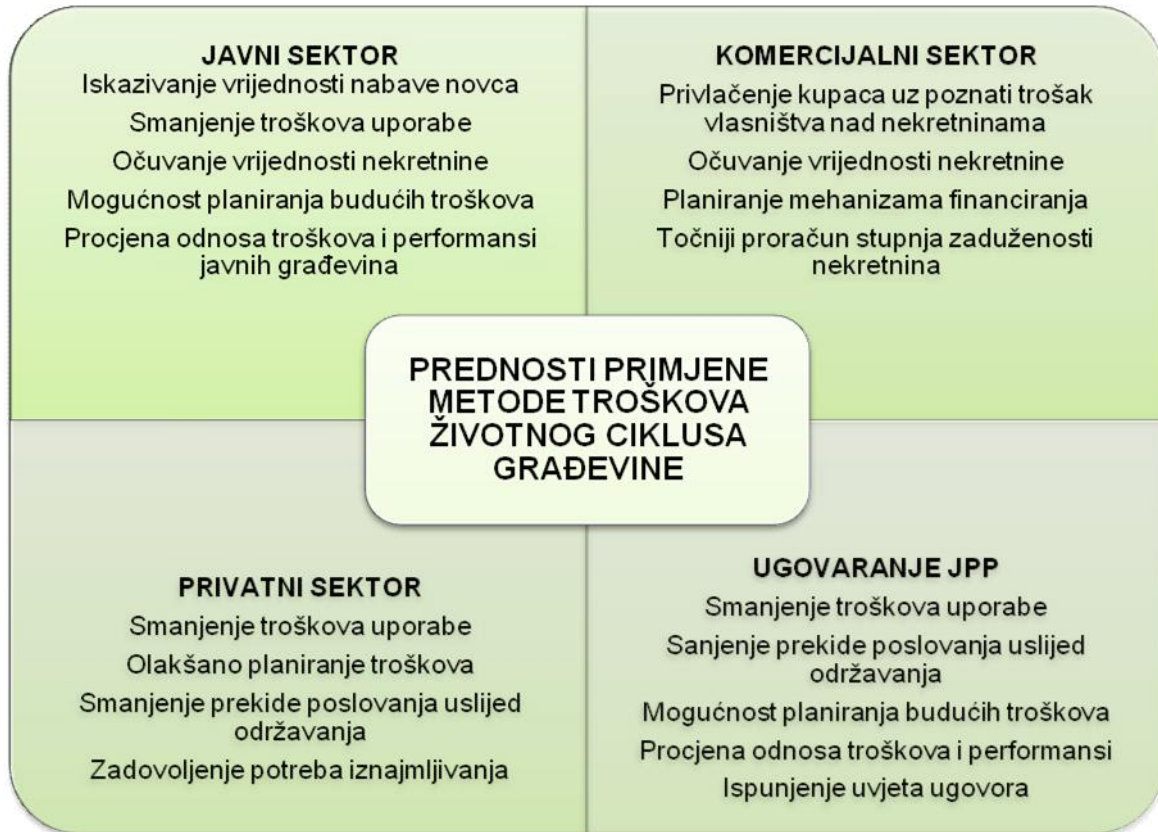 JAVNI SEKTOR
Iskazivanje vrijednosti nabave novca
Smanjenje troškova uporabe
Očuvanje vrijednosti nekretnine
Mogućnost planiranja budućih troškova
Procjena odnosa troškova i performansi
javnih građevina
KOMERCIJALNI SEKTOR
Privlačenje kupaca uz poznati trošak
vlasništva nad nekretninama
Očuvanje vrijednosti nekretnine
Planiranje mehanizama financiranja
Točniji proračun stupnja zaduženosti
nekretnina
PREDNOSTI PRIMJENE
METODE TROŠKOVA
ŽIVOTNOG CIKLUSA
GRAĐEVINE
PRIVATNI SEKTOR
Smanjenje troškova uporabe
Olakšano planiranje troškova
Smanjenje prekide poslovanja uslijed
održavanja
Zadovoljenje potreba iznajmljivanja
UGOVARANJE JPP
Smanjenje troškova uporabe
Sanjenje prekide poslovanja uslijed
održavanja
Mogućnost planiranja budućih troškova
Procjena odnosa troškova i performansi
Ispunjenje uvjeta ugovora